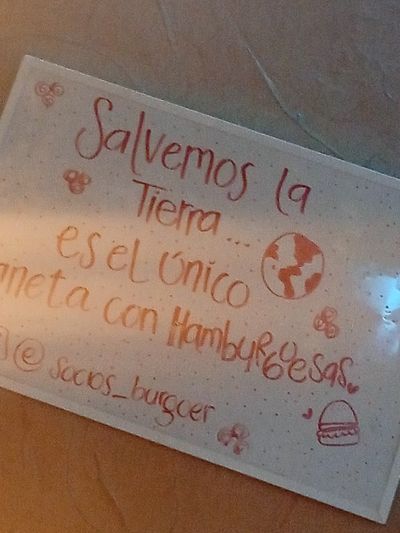 Salvemos la
Tierra...
es el Único
aneta con Hamburguesas
@socios_burguer